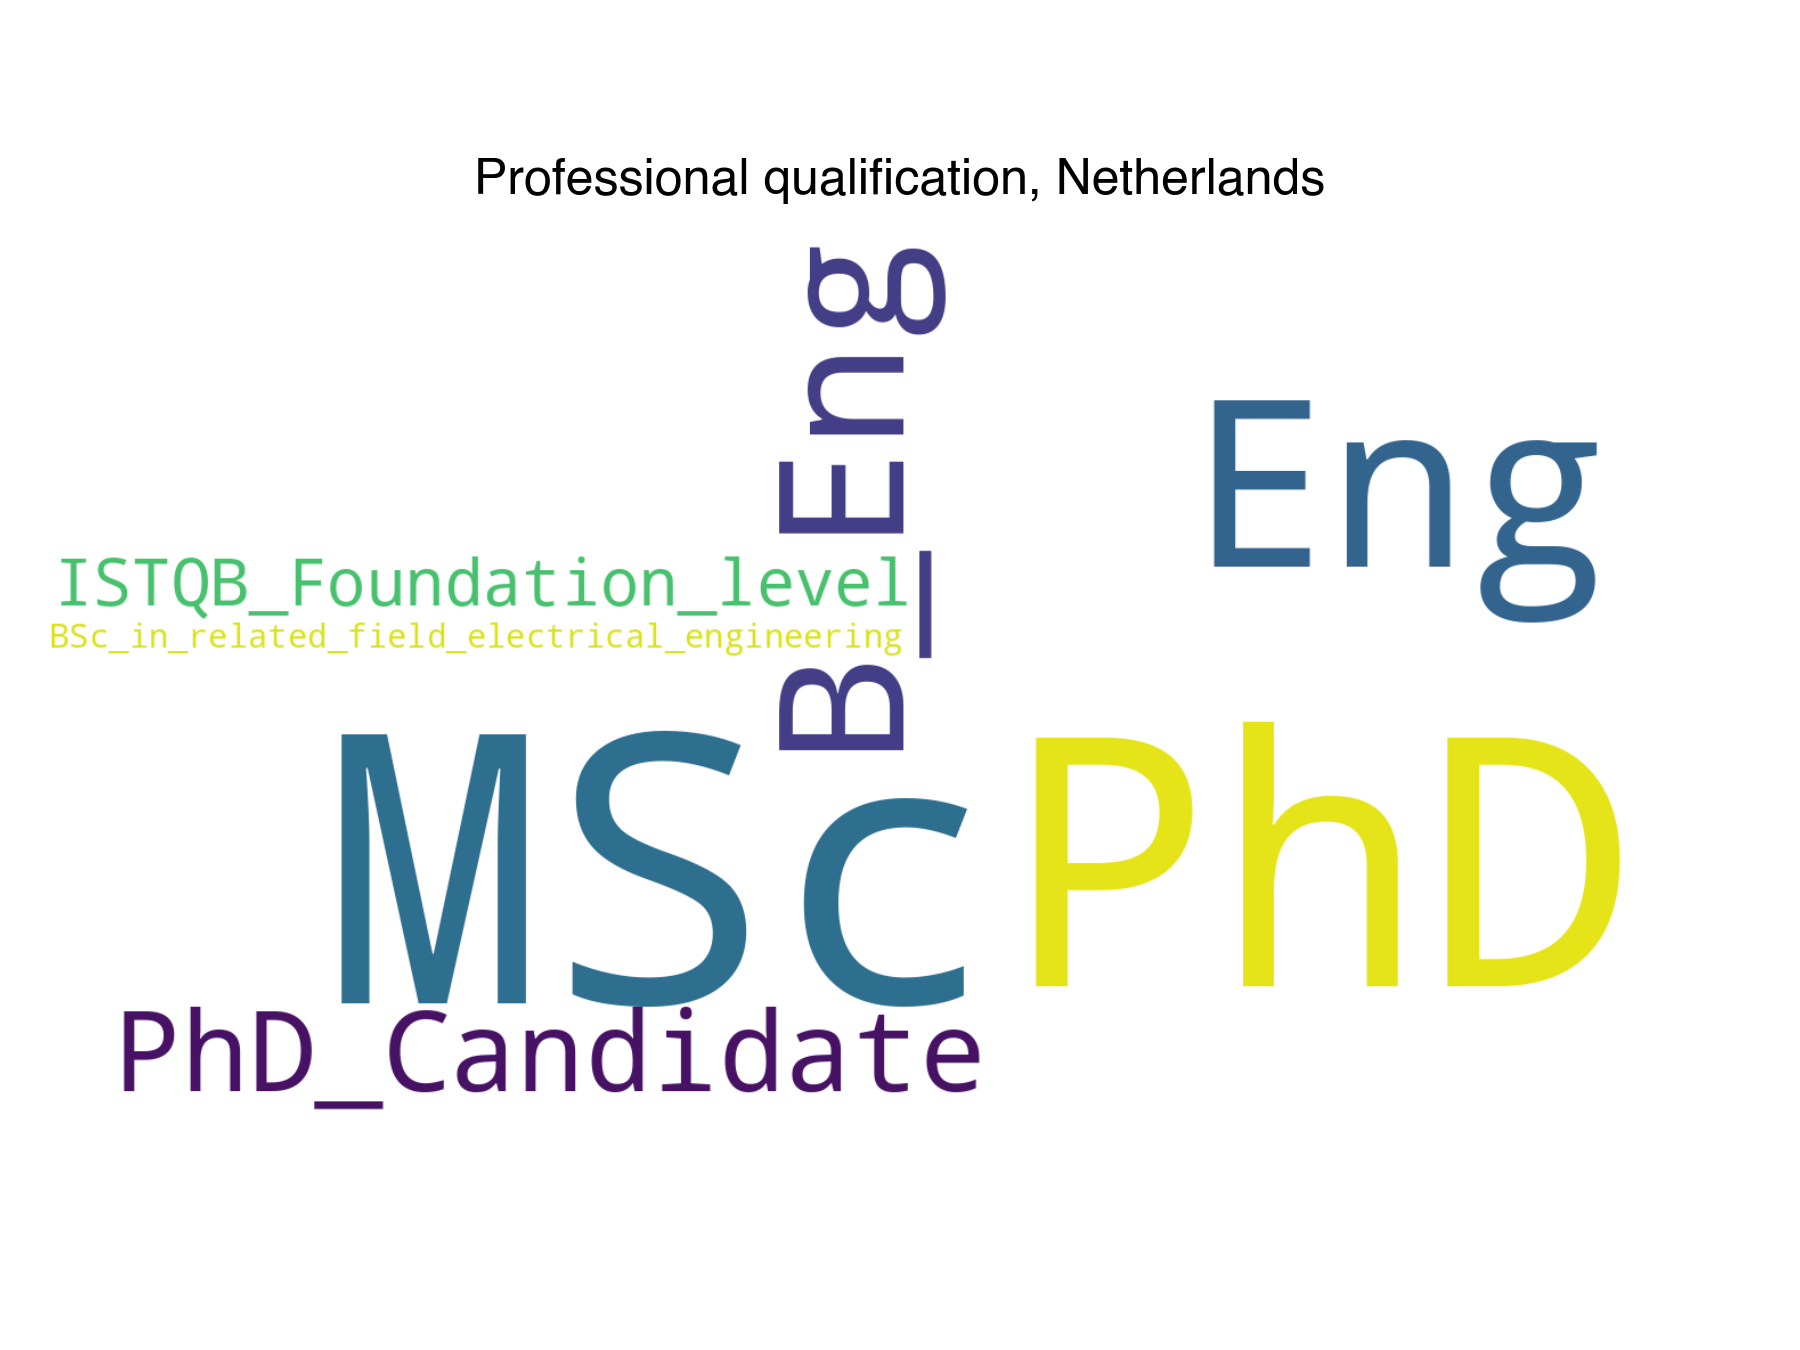 Professional qualification, Netherlands
B_Eng
Eng
ISTQB_Foundation_level
BSc_in_related_field_electrical_engineering
MSc
PhD
PhD_Candidate